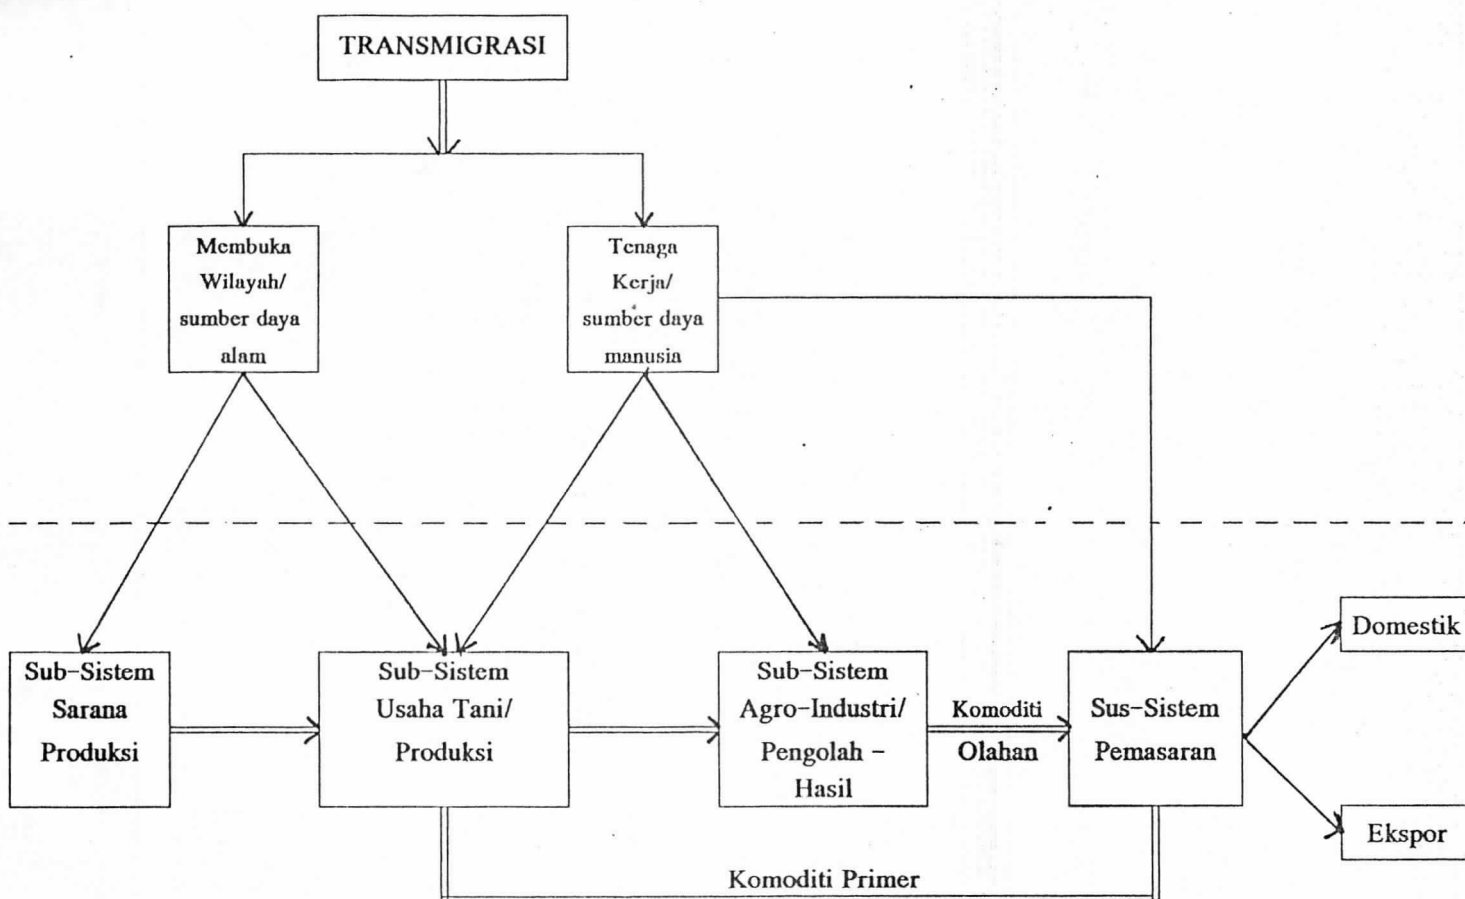 TRANSMIGRASI
Membuka
Wilayah/
sumber daya
alam
Tenaga
Kerja/
sumber daya
manusia
Sub-Sistem
Sarana
Produksi
Sub-Sistem
Usaha Tani/
Produksi
Sub-Sistem
Agro-Industri/
Pengolah -
Hasil
Komoditi
Olahan
Sus-Sistem
Pemasaran
Domestik
Ekspor
Komoditi Primer